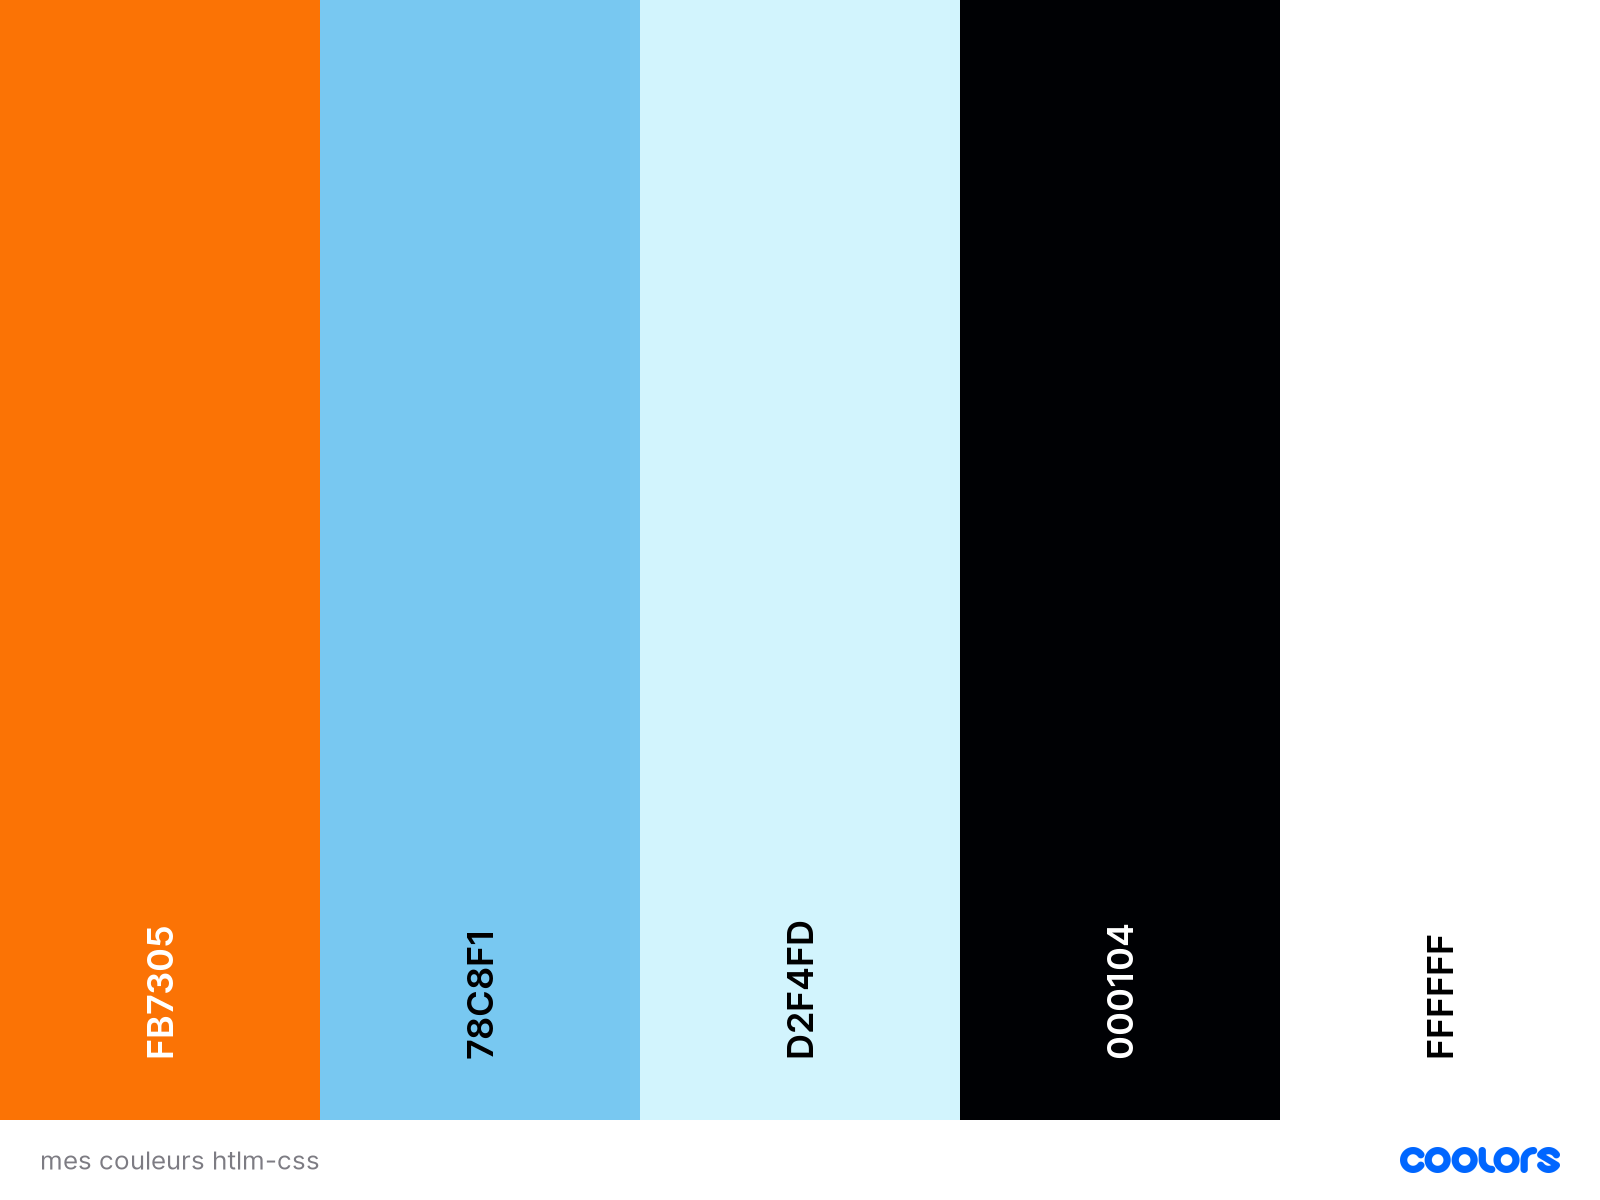 FB7305
78C8F1
D2F4FD
000104
FFFFFF
mes couleurs htlm-css
coolors